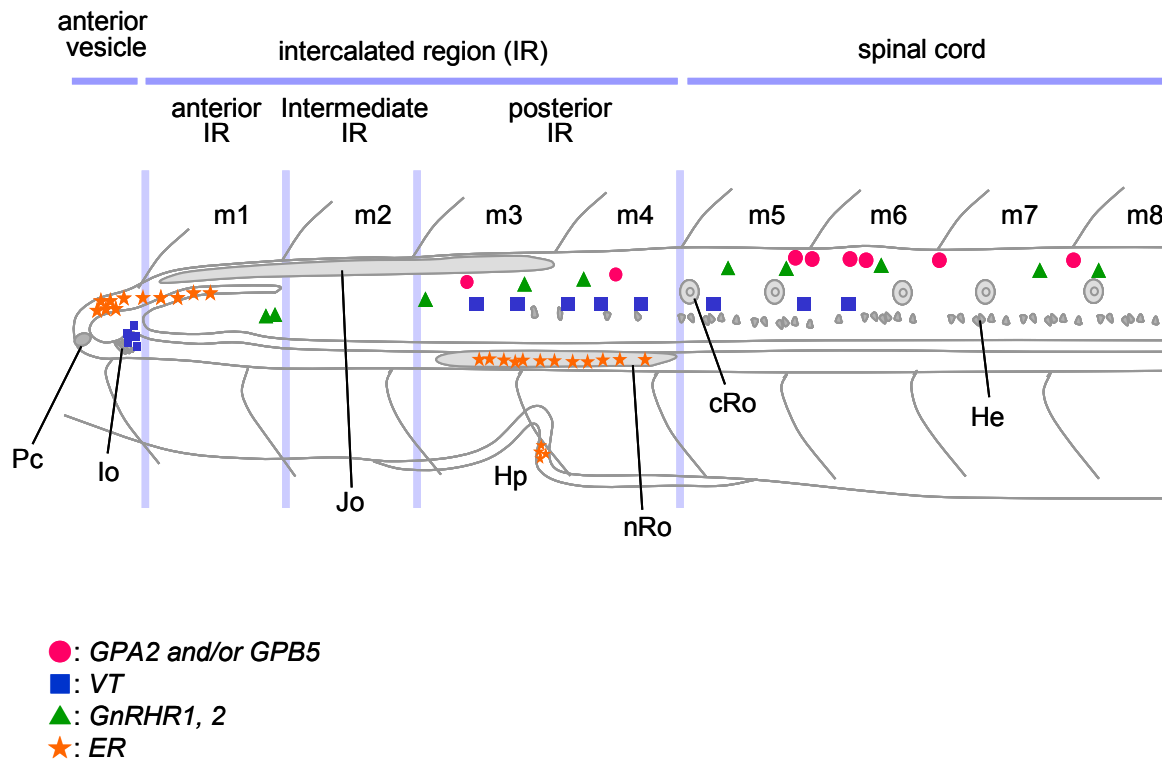 anterior
vesicle
intercalated region (IR)
spinal cord
anterior
IR
Intermediate
IR
posterior
IR
m1
m2
m3
m4
m5
m6
m7
m8
Pc
Io
Jo
Hp
nRo
cRo
He
: GPA2 and/or GPB5
: VT
: GnRHR1, 2
: ER